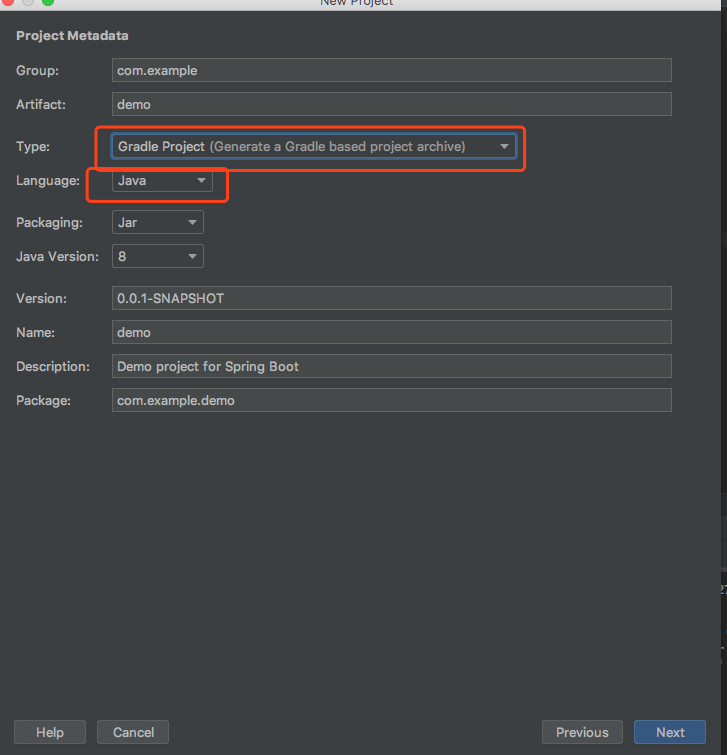 New Project
Project Metadata
Group: com.example
Artifact: demo
Type: Gradle Project (Generate a Gradle based project archive)
Language: Java
Packaging: Jar
Java Version: 8
Version: 0.0.1-SNAPSHOT
Name: demo
Description: Demo project for Spring Boot
Package: com.example.demo
Help Cancel Previous Next